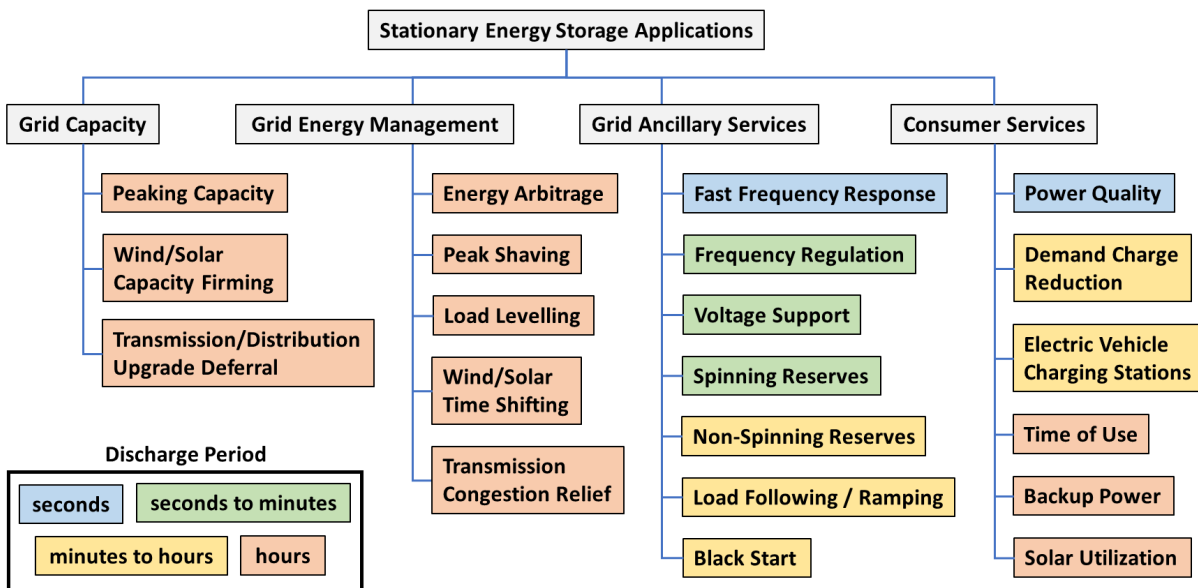 Stationary Energy Storage Applications
Grid Capacity
Grid Energy Management
Grid Ancillary Services
Consumer Services
Peaking Capacity
Wind/Solar
Capacity Firming
Transmission/Distribution
Upgrade Deferral
Energy Arbitrage
Peak Shaving
Load Levelling
Wind/Solar
Time Shifting
Transmission
Congestion Relief
Fast Frequency Response
Frequency Regulation
Voltage Support
Spinning Reserves
Non-Spinning Reserves
Load Following / Ramping
Black Start
Power Quality
Demand Charge
Reduction
Electric Vehicle
Charging Stations
Time of Use
Backup Power
Solar Utilization
Discharge Period
seconds
seconds to minutes
minutes to hours
hours